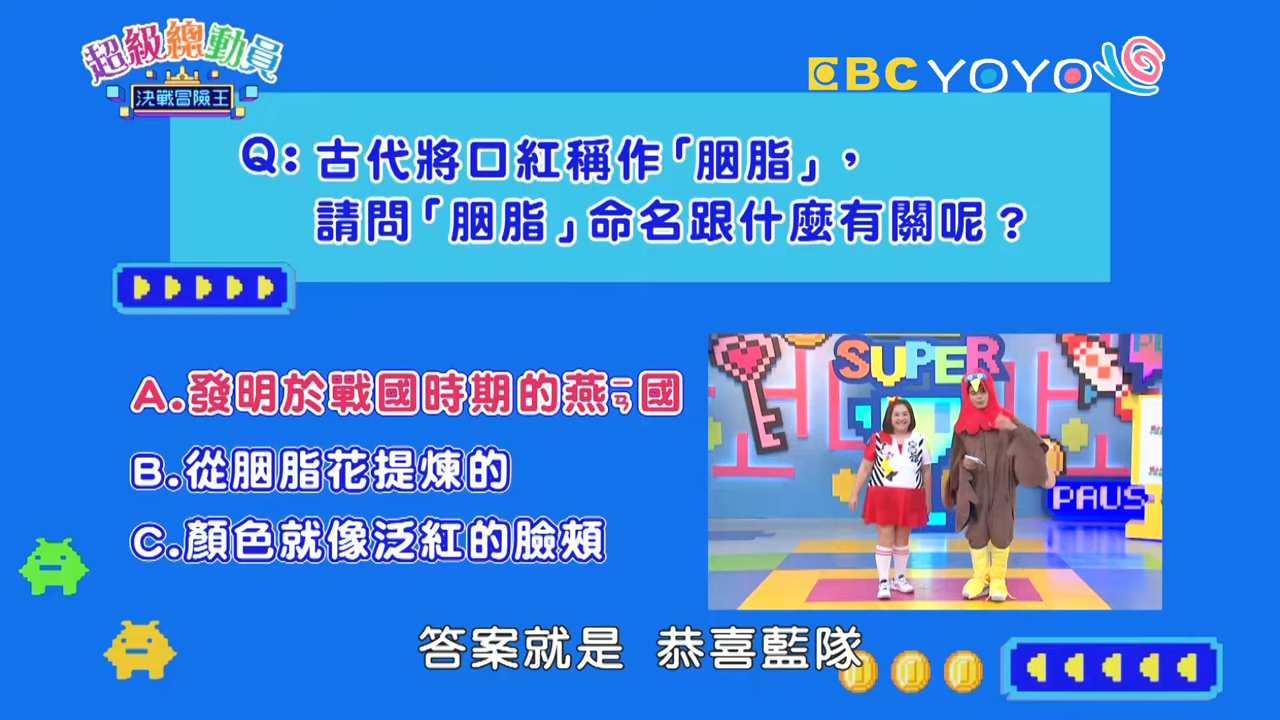 超級總動員
決戰冒險王
EBC YOYO
Q: 古代將口紅稱作「胭脂」,
請問「胭脂」命名跟什麼有關呢?
A.發明於戰國時期的燕ㄧㄢ國
B.從胭脂花提煉的
C.顏色就像泛紅的臉頰
SUPER
PAUS
答案就是 恭喜藍隊